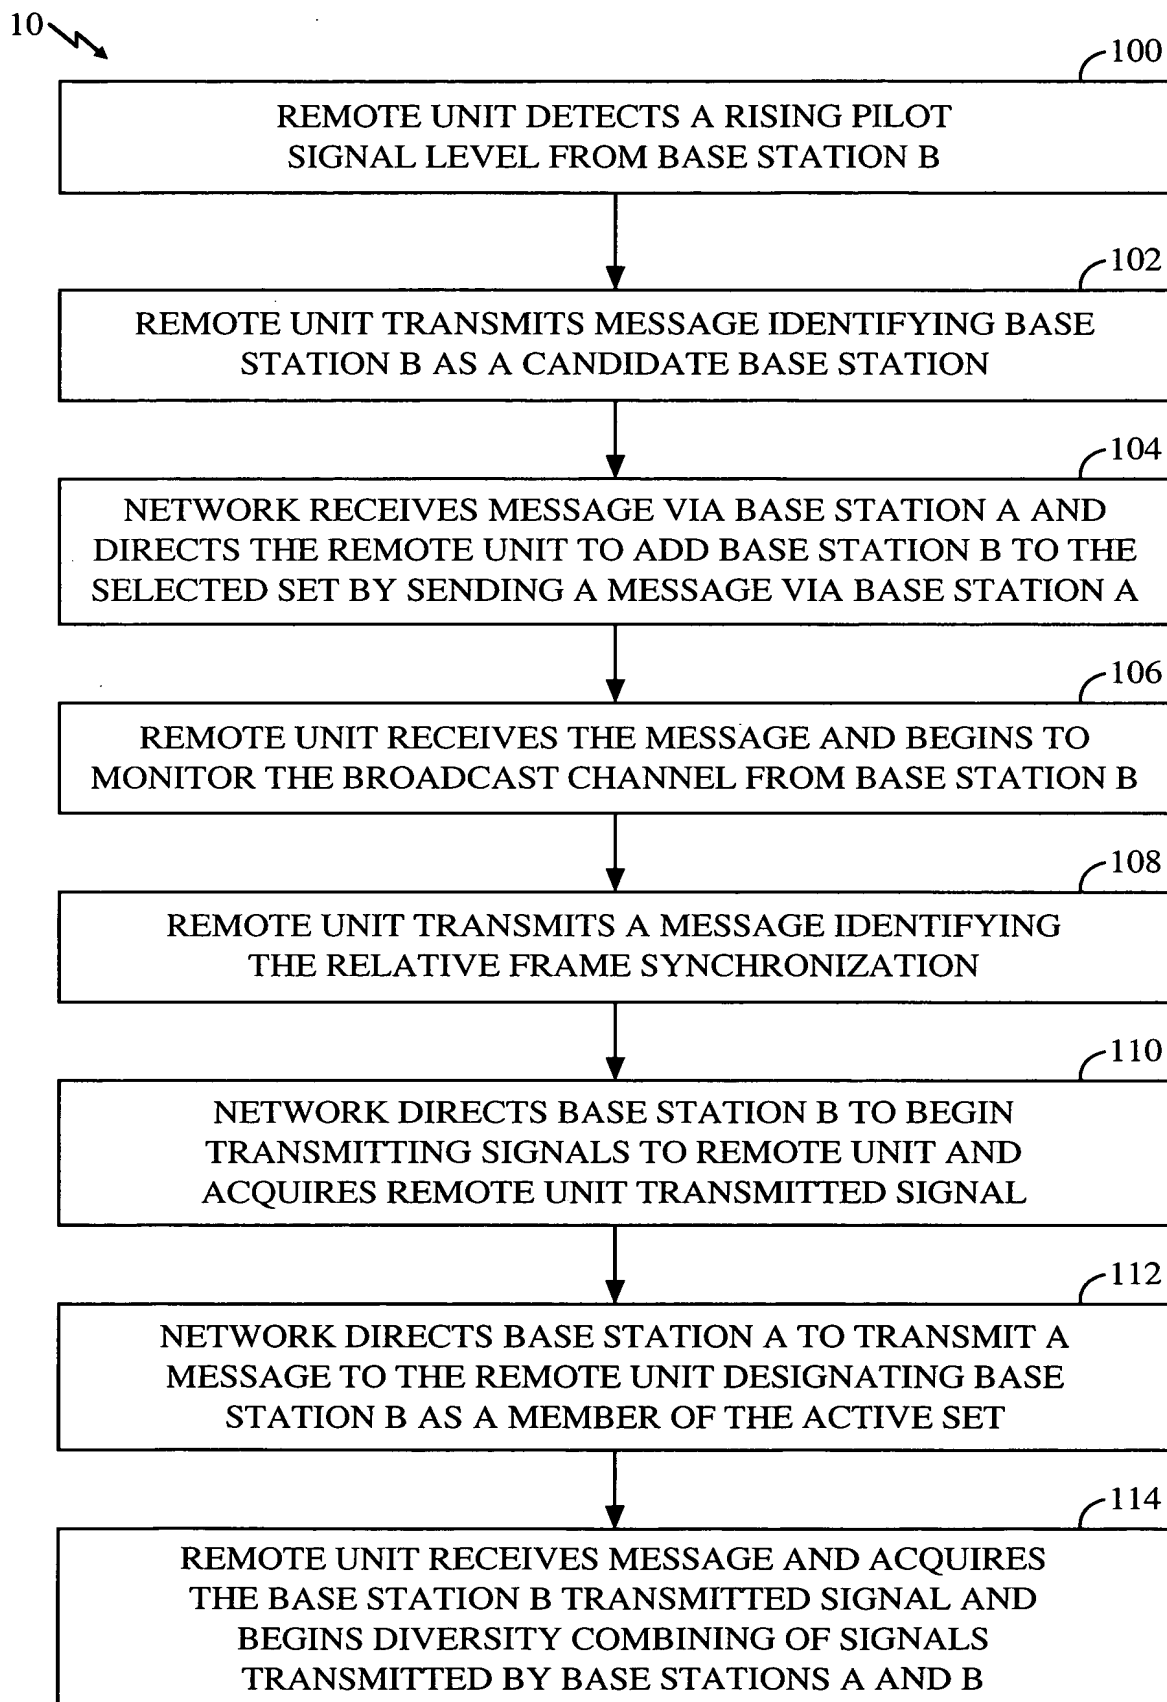 10
100
REMOTE UNIT DETECTS A RISING PILOT
SIGNAL LEVEL FROM BASE STATION B
102
REMOTE UNIT TRANSMITS MESSAGE IDENTIFYING BASE
STATION B AS A CANDIDATE BASE STATION
104
NETWORK RECEIVES MESSAGE VIA BASE STATION A AND
DIRECTS THE REMOTE UNIT TO ADD BASE STATION B TO THE
SELECTED SET BY SENDING A MESSAGE VIA BASE STATION A
106
REMOTE UNIT RECEIVES THE MESSAGE AND BEGINS TO
MONITOR THE BROADCAST CHANNEL FROM BASE STATION B
108
REMOTE UNIT TRANSMITS A MESSAGE IDENTIFYING
THE RELATIVE FRAME SYNCHRONIZATION
110
NETWORK DIRECTS BASE STATION B TO BEGIN
TRANSMITTING SIGNALS TO REMOTE UNIT AND
ACQUIRES REMOTE UNIT TRANSMITTED SIGNAL
112
NETWORK DIRECTS BASE STATION A TO TRANSMIT A
MESSAGE TO THE REMOTE UNIT DESIGNATING BASE
STATION B AS A MEMBER OF THE ACTIVE SET
114
REMOTE UNIT RECEIVES MESSAGE AND ACQUIRES
THE BASE STATION B TRANSMITTED SIGNAL AND
BEGINS DIVERSITY COMBINING OF SIGNALS
TRANSMITTED BY BASE STATIONS A AND B